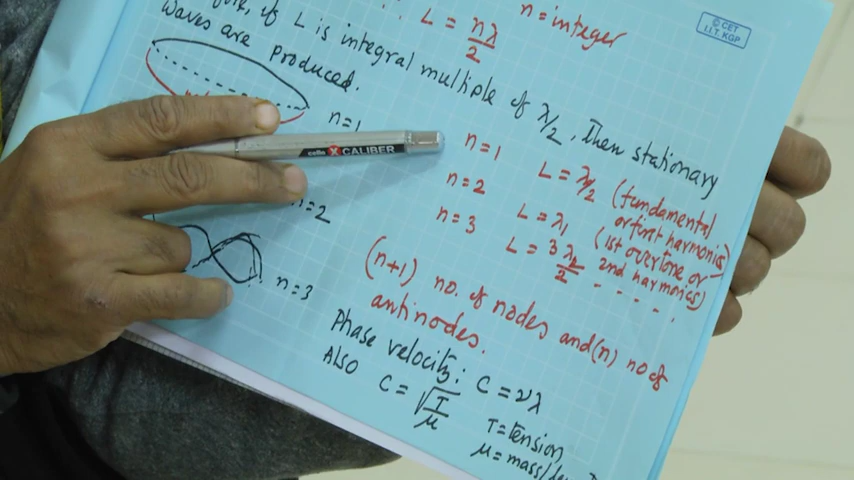 ∴ L = nλ/2
n = integer
© CET
I.I.T. KGP
if L is integral multiple of λ/2, then stationary
waves are produced.
n=1
n=2
n=3
cello X CALIBER
n=1 L = λ/2 (fundamental or first harmonic)
n=2 L = λ1 (1st overtone or 2nd harmonics)
n=3 L = 3 λ/2 - - - - .
(n+1) no. of nodes and (n) no of
antinodes.
Phase velocity: C = νλ
Also C = √T/μ
T = tension
μ = mass/